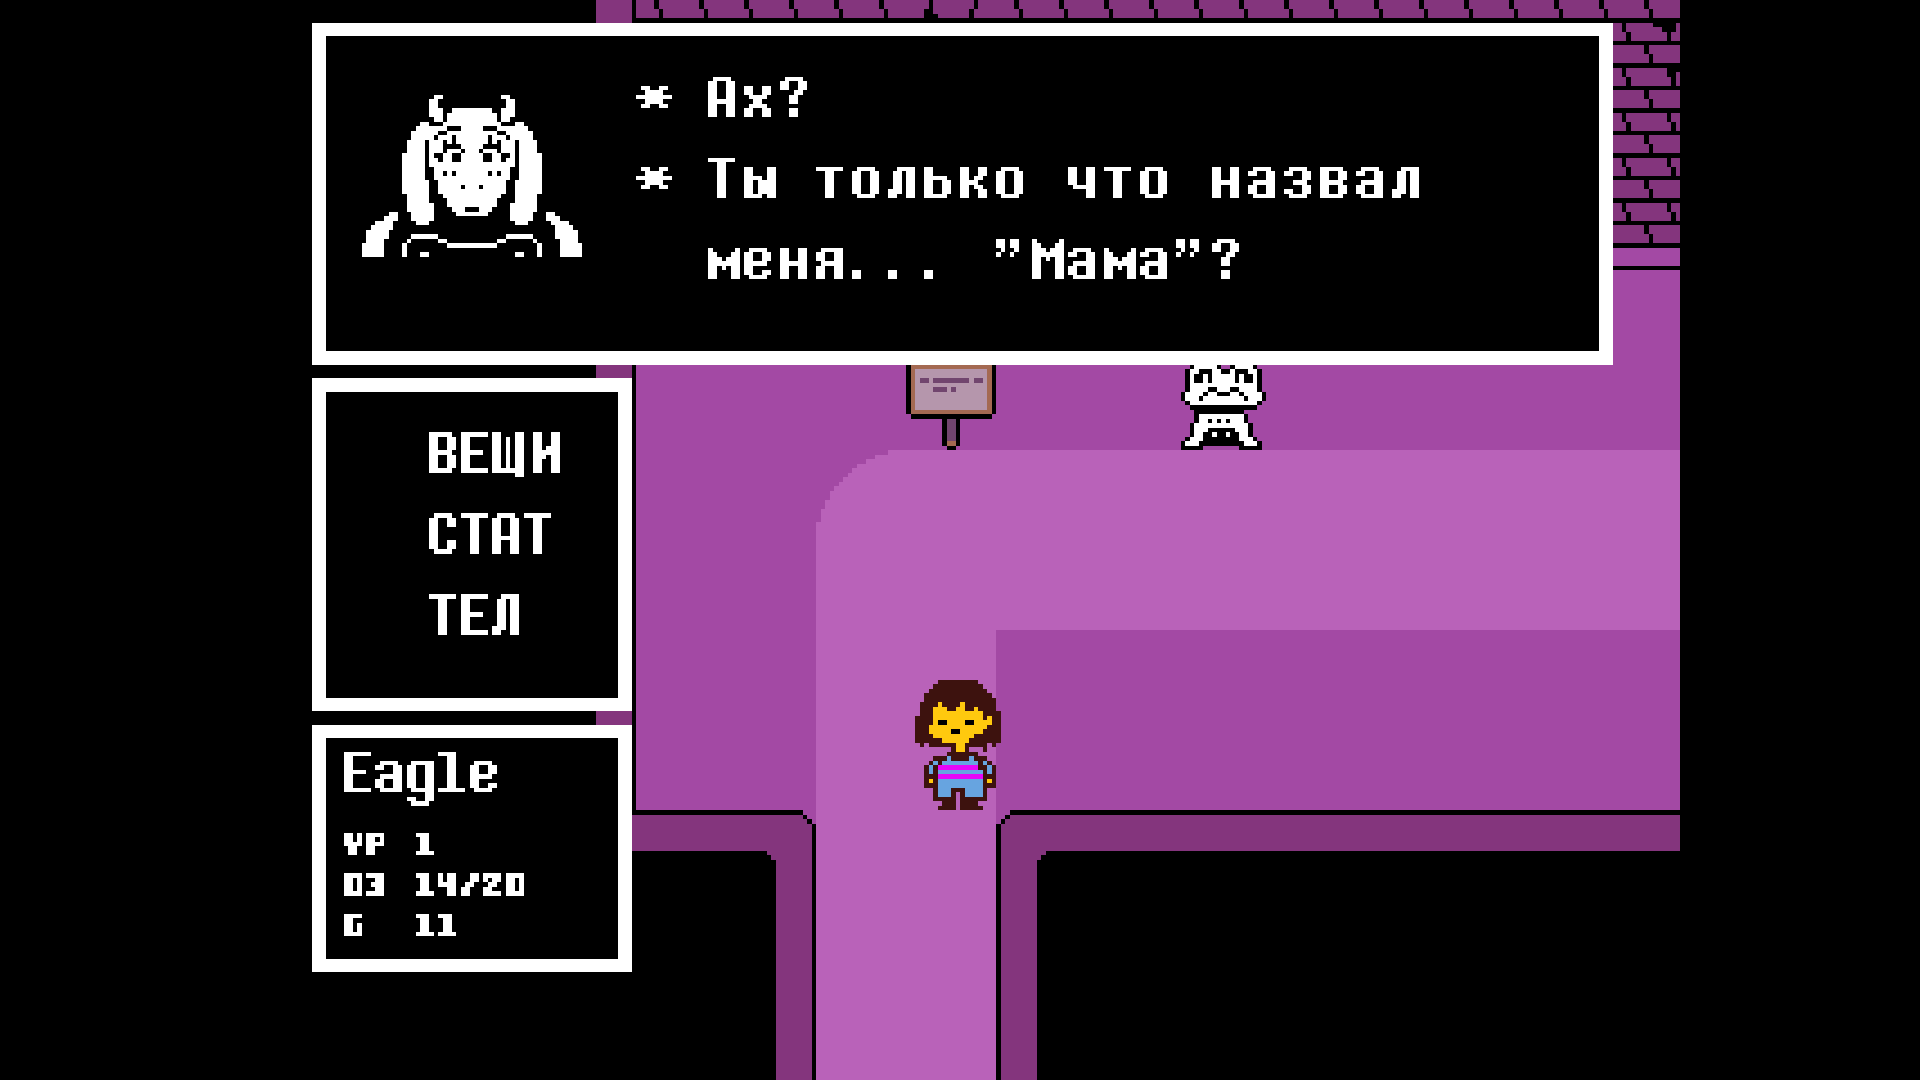 * Ах?
* Ты только что назвал
меня... "Мама"?
ВЕЩИ
СТАТ
ТЕЛ
Eagle
УР 1
ОЗ 14/20
G 11